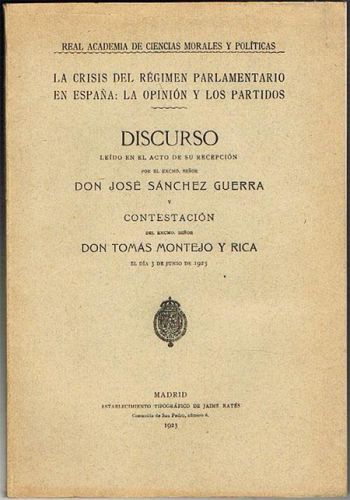 REAL ACADEMIA DE CIENCIAS MORALES Y POLÍTICAS
LA CRISIS DEL RÉGIMEN PARLAMENTARIO
EN ESPAÑA: LA OPINIÓN Y LOS PARTIDOS
DISCURSO
LEÍDO EN EL ACTO DE SU RECEPCIÓN
POR EL EXCMO. SEÑOR
DON JOSÉ SÁNCHEZ GUERRA
Y
CONTESTACIÓN
DEL EXCMO. SEÑOR
DON TOMÁS MONTEJO Y RICA
EL DÍA 3 DE JUNIO DE 1923
MADRID
ESTABLECIMIENTO TIPOGRÁFICO DE JAIME RATÉS
Costanilla de San Pedro, número 6.
1923